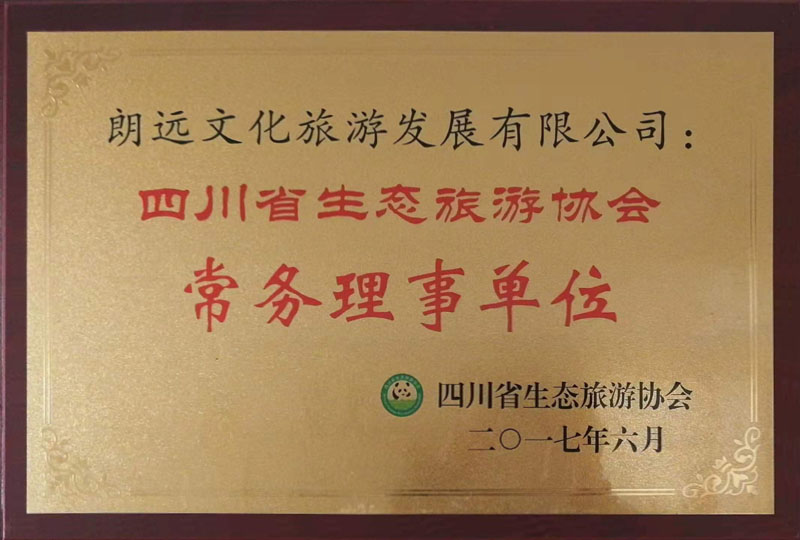 朗远文化旅游发展有限公司：
四川省生态旅游协会
常务理事单位
四川省生态旅游协会
二〇一七年六月